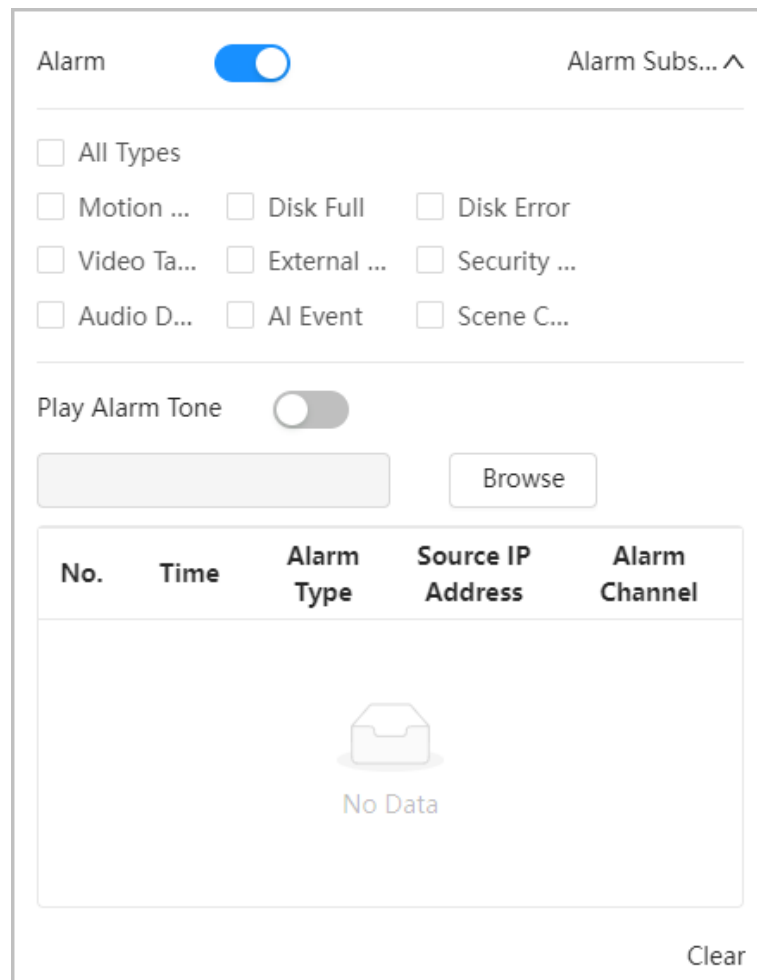 Alarm Alarm Subs...
All Types
Motion ... Disk Full Disk Error
Video Ta... External ... Security ...
Audio D... AI Event Scene C...
Play Alarm Tone
Browse
No. Time Alarm Type Source IP Address Alarm Channel
No Data
Clear